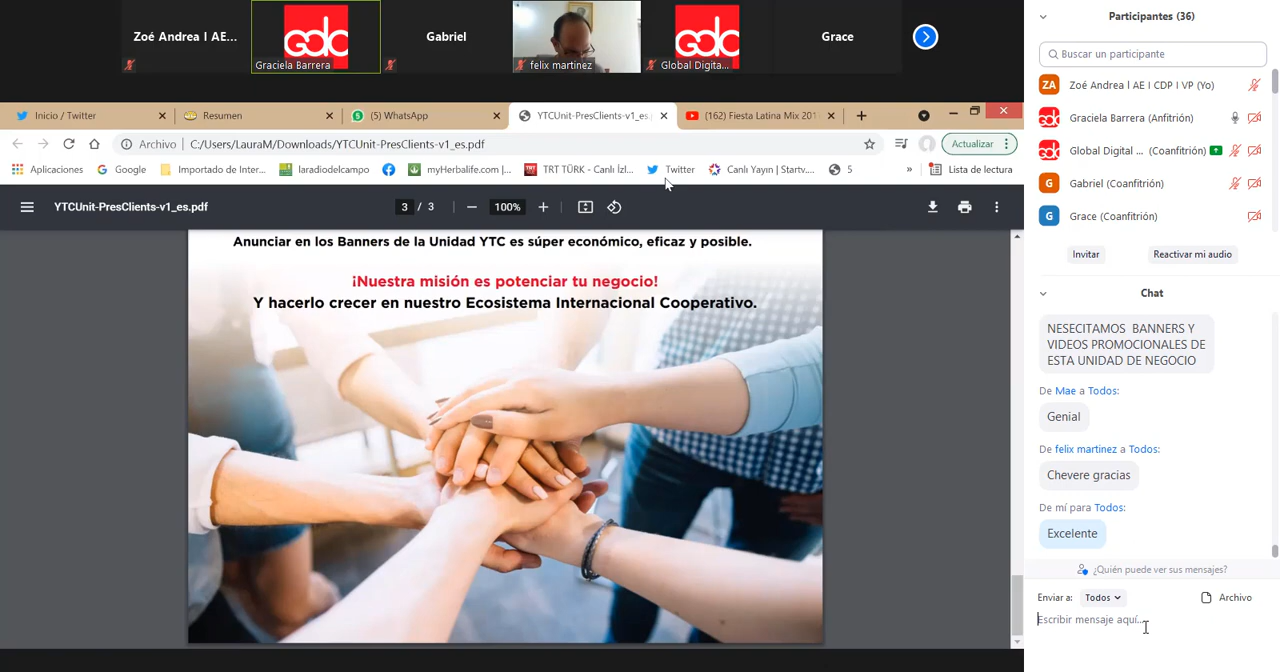 Zoé Andrea l AE...
gdc
Graciela Barrera
Gabriel
felix martinez
gdc
Global Digita...
Grace
Inicio / Twitter
Resumen
(5) WhatsApp
YTCUnit-PresClients-v1_es.
(162) Fiesta Latina Mix 201
Archivo
C:/Users/LauraM/Downloads/YTCUnit-PresClients-v1_es.pdf
Actualizar
Aplicaciones
Google
Importado de Inter...
laradiodelcampo
myHerbalife.com |...
TRT TÜRK - Canlı İzl...
Twitter
Canlı Yayın | Startv....
5
»
Lista de lectura
YTCUnit-PresClients-v1_es.pdf
3 / 3
100%
Anunciar en los Banners de la Unidad YTC es súper económico, eficaz y posible.
¡Nuestra misión es potenciar tu negocio!
Y hacerlo crecer en nuestro Ecosistema Internacional Cooperativo.
Participantes (36)
Buscar un participante
ZA Zoé Andrea l AE l CDP l VP (Yo)
gdc Graciela Barrera (Anfitrión)
gdc Global Digital ... (Coanfitrión)
G Gabriel (Coanfitrión)
G Grace (Coanfitrión)
Invitar
Reactivar mi audio
Chat
NESECITAMOS BANNERS Y
VIDEOS PROMOCIONALES DE
ESTA UNIDAD DE NEGOCIO
De Mae a Todos:
Genial
De felix martinez a Todos:
Chevere gracias
De mí para Todos:
Excelente
¿Quién puede ver sus mensajes?
Enviar a: Todos
Archivo
Escribir mensaje aquí...